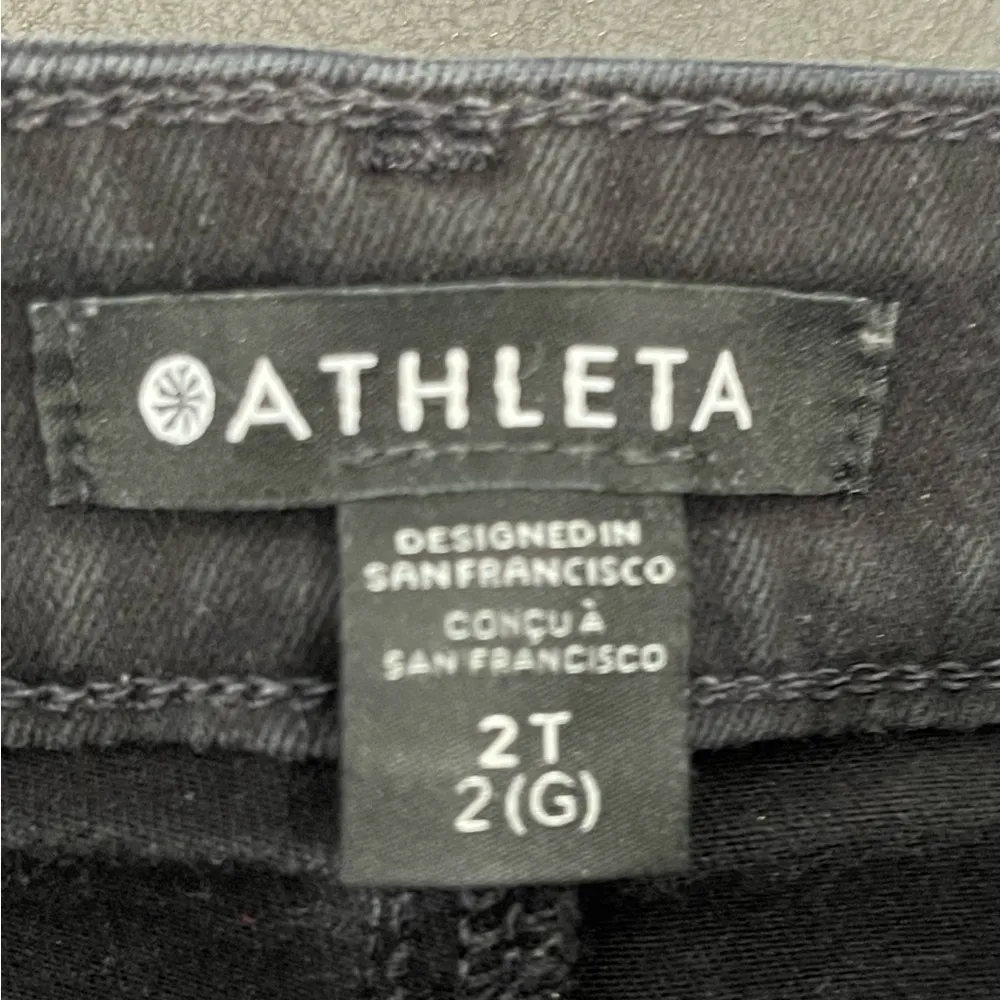 ATHLETA
DESIGNED IN
SAN FRANCISCO
CONÇU À
SAN FRANCISCO
2T
2(G)